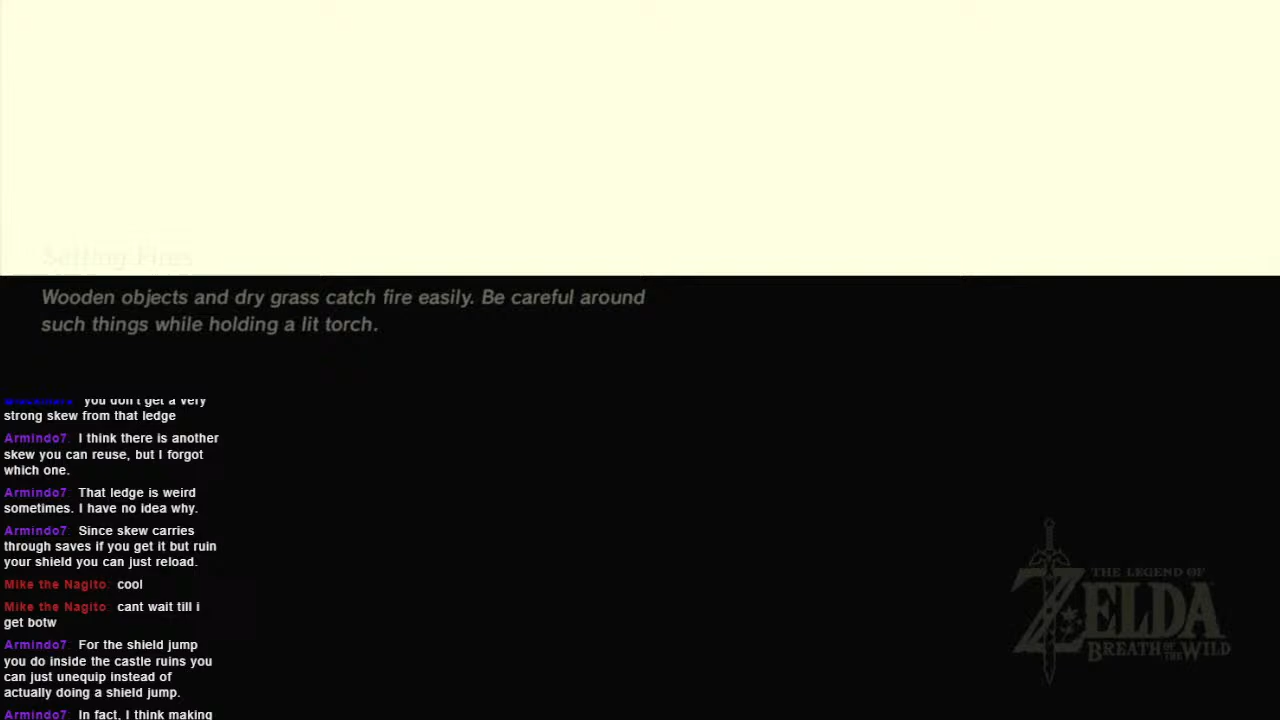 Setting Fires
Wooden objects and dry grass catch fire easily. Be careful around
such things while holding a lit torch.
you don't get a very
strong skew from that ledge
Armindo7: I think there is another
skew you can reuse, but I forgot
which one.
Armindo7: That ledge is weird
sometimes. I have no idea why.
Armindo7: Since skew carries
through saves if you get it but ruin
your shield you can just reload.
Mike the Nagito: cool
Mike the Nagito: cant wait till i
get botw
Armindo7: For the shield jump
you do inside the castle ruins you
can just unequip instead of
actually doing a shield jump.
Armindo7: In fact, I think making
THE LEGEND OF
ZELDA
BREATH OF THE WILD